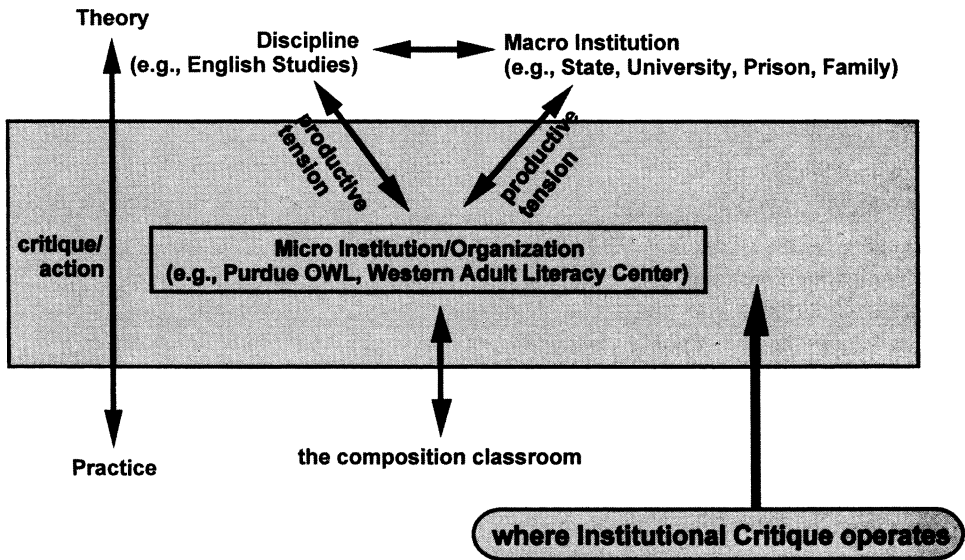 Theory
Discipline
(e.g., English Studies)
Macro Institution
(e.g., State, University, Prison, Family)
productive
tension
productive
tension
critique/
action
Micro Institution/Organization
(e.g., Purdue OWL, Western Adult Literacy Center)
Practice
the composition classroom
where Institutional Critique operates